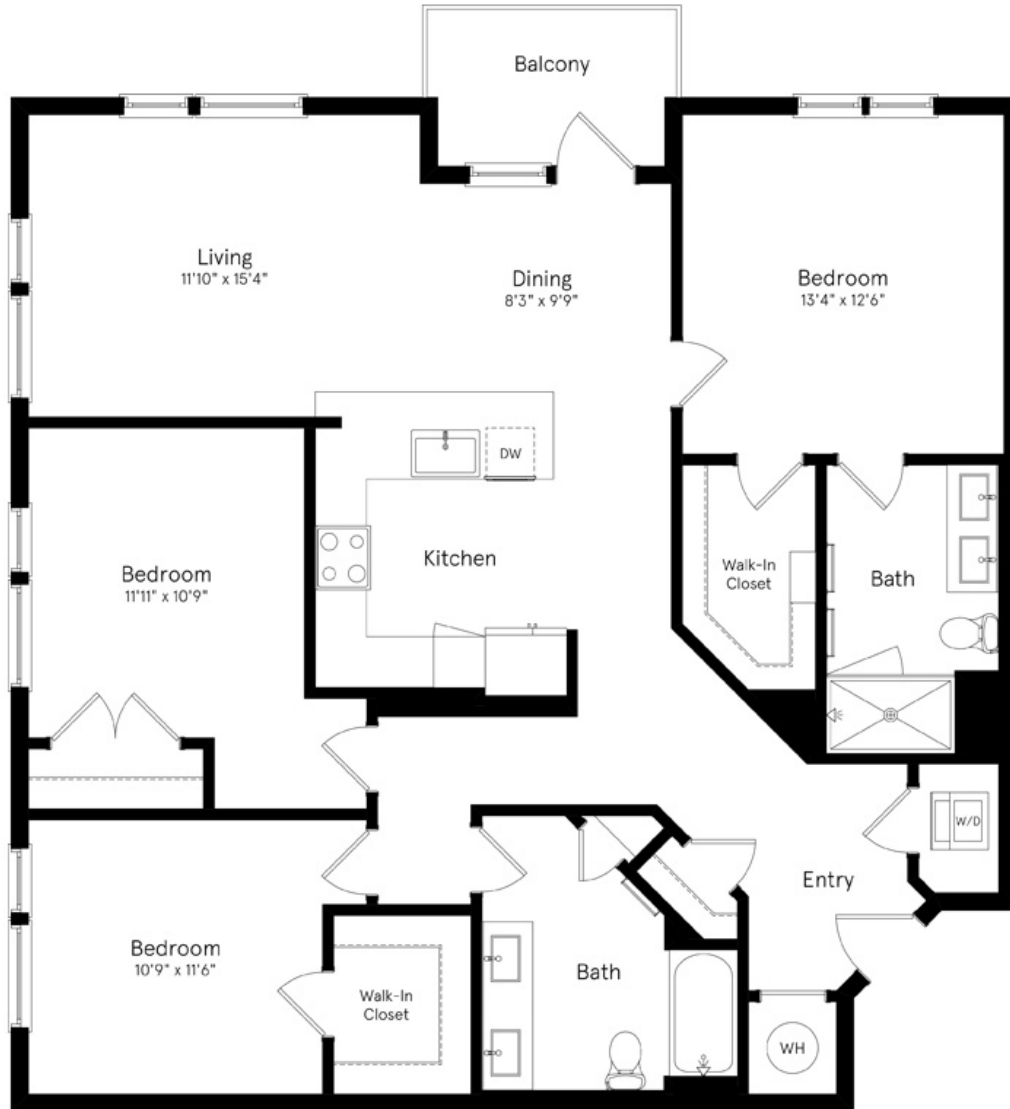 Balcony
Living
11'10" x 15'4"
Dining
8'3" x 9'9"
Bedroom
13'4" x 12'6"
DW
Kitchen
Walk-In
Closet
Bath
Bedroom
11'11" x 10'9"
W/D
Entry
Bedroom
10'9" x 11'6"
Walk-In
Closet
Bath
WH